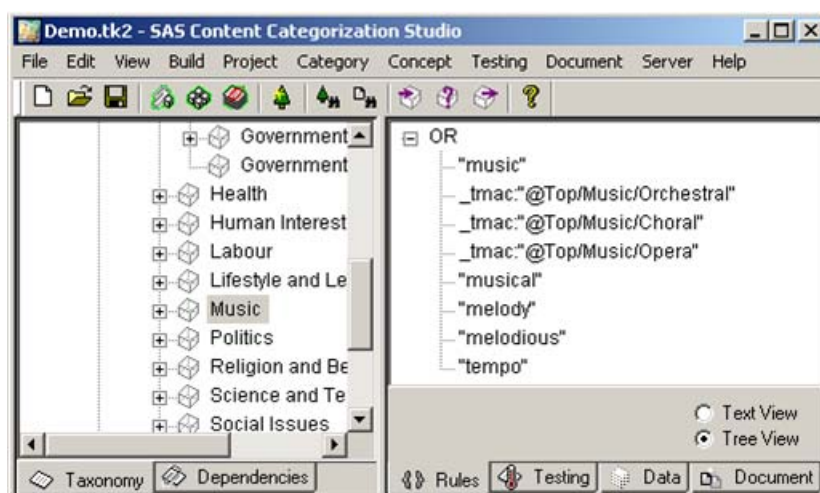 Demo.tk2 - SAS Content Categorization Studio
File Edit View Build Project Category Concept Testing Document Server Help
Government
Government
Health
Human Interest
Labour
Lifestyle and Le
Music
Politics
Religion and Be
Science and Te
Social Issues
Taxonomy Dependencies
OR
"music"
_tmac:"@Top/Music/Orchestral"
_tmac:"@Top/Music/Choral"
_tmac:"@Top/Music/Opera"
"musical"
"melody"
"melodious"
"tempo"
Text View
Tree View
Rules Testing Data Document